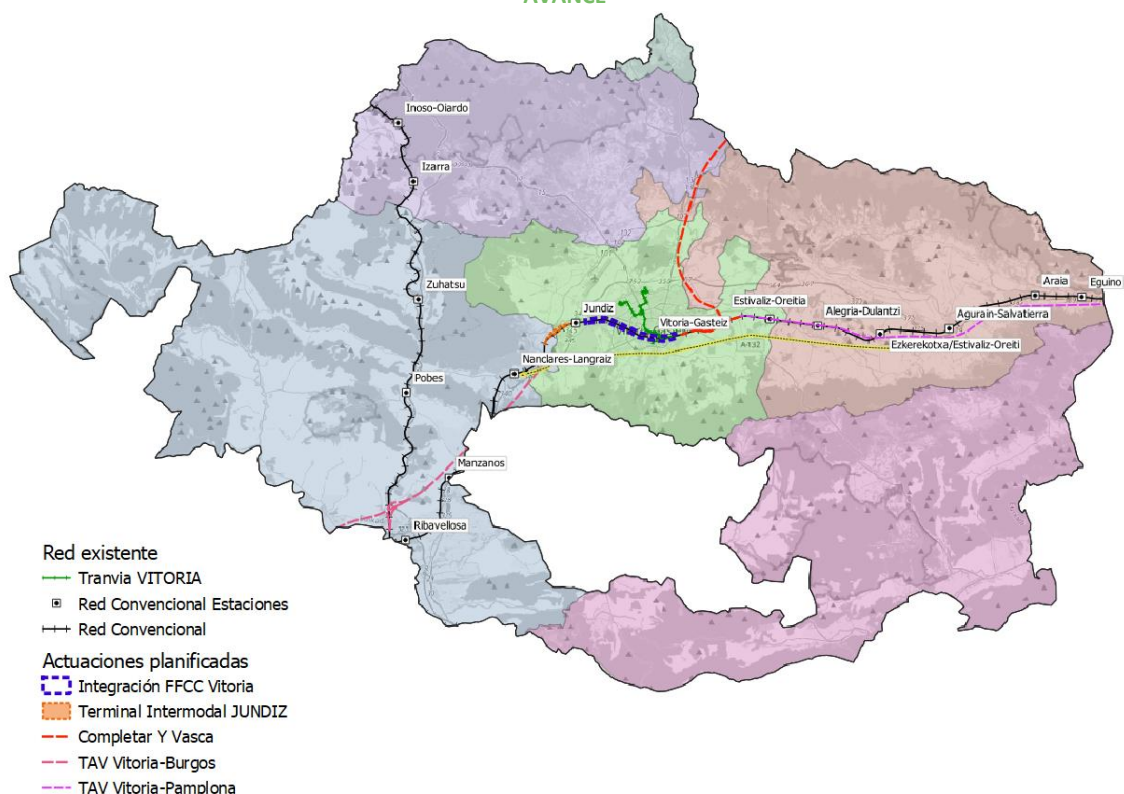 AVANCE
Inoso-Oiardo
Izarra
Zuhatsu
Araia
Eguino
Jundiz
Estivaliz-Oreitia
Alegria-Dulantzi
Agurain-Salvatierra
Vitoria-Gasteiz
Ezkerekotxa/Estivaliz-Oreiti
A-132
Nanclares-Langraiz
Pobes
Manzanos
Ribavellosa
Red existente
Tranvia VITORIA
Red Convencional Estaciones
Red Convencional
Actuaciones planificadas
Integración FFCC Vitoria
Terminal Intermodal JUNDIZ
Completar Y Vasca
TAV Vitoria-Burgos
TAV Vitoria-Pamplona